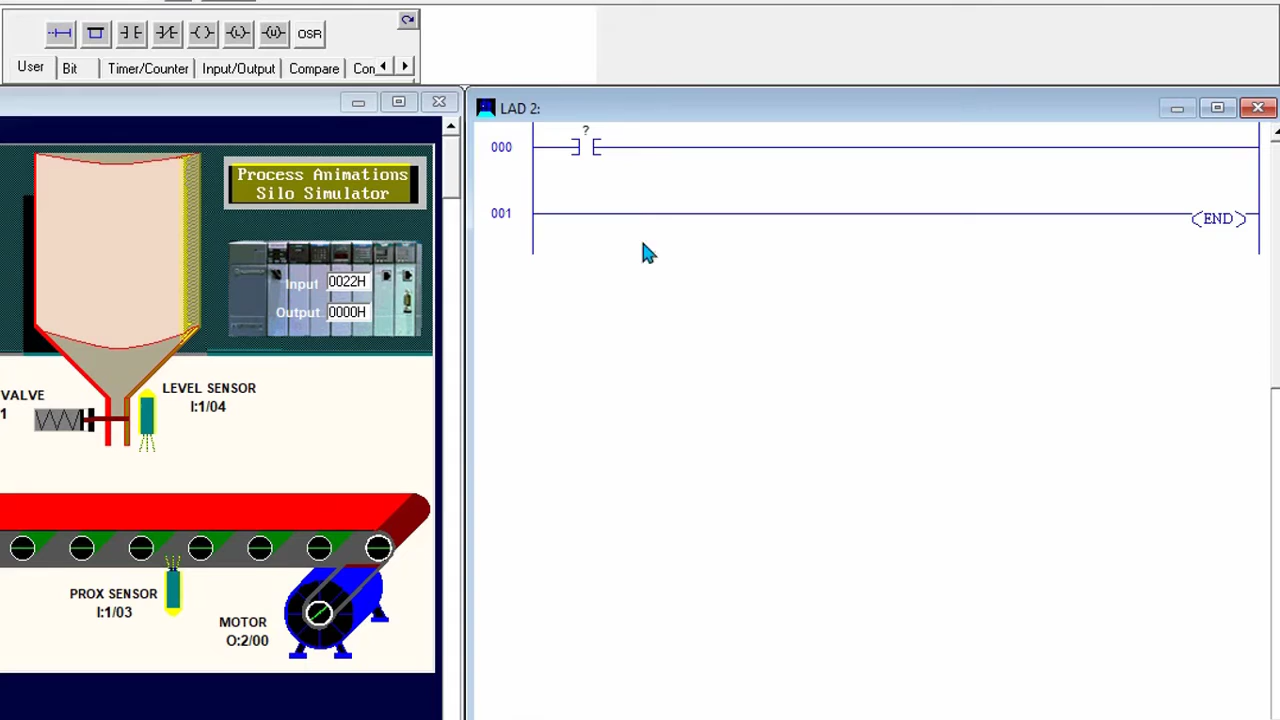 OSR
User Bit Timer/Counter Input/Output Compare Con
LAD 2:
Process Animations
Silo Simulator
Input 0022H
Output 0000H
VALVE
1
LEVEL SENSOR
I:1/04
PROX SENSOR
I:1/03
MOTOR
O:2/00
?
000
001
END